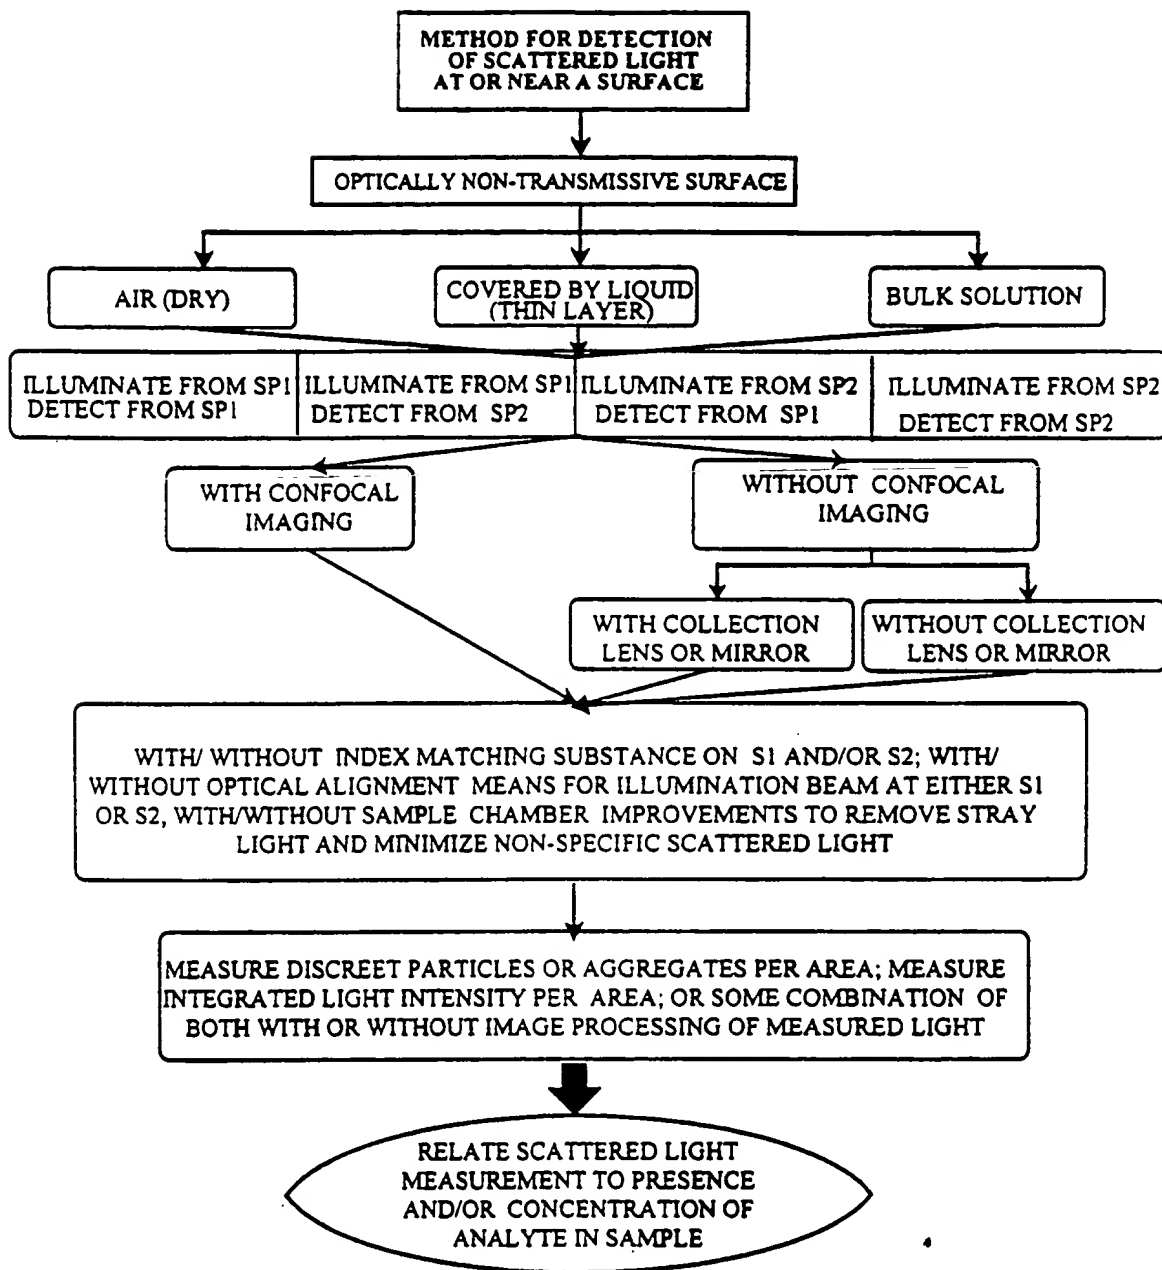 METHOD FOR DETECTION
OF SCATTERED LIGHT
AT OR NEAR A SURFACE
OPTICALLY NON-TRANSMISSIVE SURFACE
AIR (DRY)
COVERED BY LIQUID
(THIN LAYER)
BULK SOLUTION
ILLUMINATE FROM SP1
DETECT FROM SP1
ILLUMINATE FROM SP1
DETECT FROM SP2
ILLUMINATE FROM SP2
DETECT FROM SP1
ILLUMINATE FROM SP2
DETECT FROM SP2
WITH CONFOCAL
IMAGING
WITHOUT CONFOCAL
IMAGING
WITH COLLECTION
LENS OR MIRROR
WITHOUT COLLECTION
LENS OR MIRROR
WITH/ WITHOUT INDEX MATCHING SUBSTANCE ON S1 AND/OR S2; WITH/
WITHOUT OPTICAL ALIGNMENT MEANS FOR ILLUMINATION BEAM AT EITHER S1
OR S2, WITH/WITHOUT SAMPLE CHAMBER IMPROVEMENTS TO REMOVE STRAY
LIGHT AND MINIMIZE NON-SPECIFIC SCATTERED LIGHT
MEASURE DISCREET PARTICLES OR AGGREGATES PER AREA; MEASURE
INTEGRATED LIGHT INTENSITY PER AREA; OR SOME COMBINATION OF
BOTH WITH OR WITHOUT IMAGE PROCESSING OF MEASURED LIGHT
RELATE SCATTERED LIGHT
MEASUREMENT TO PRESENCE
AND/OR CONCENTRATION OF
ANALYTE IN SAMPLE